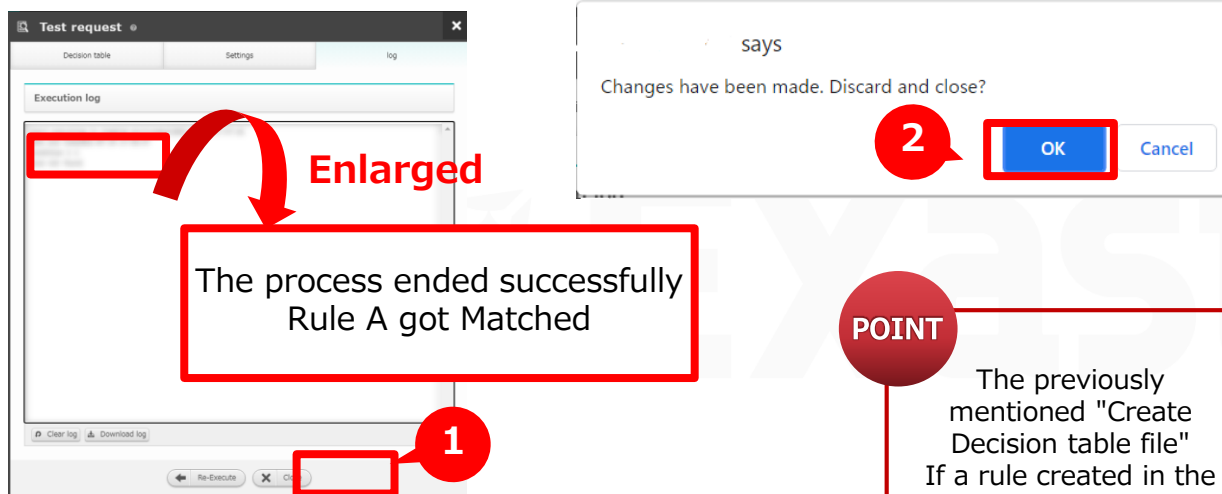 Test request
Decision table
Settings
log
Execution log
Enlarged
The process ended successfully
Rule A got Matched
Clear log
Download log
Re-Execute
1
says
Changes have been made. Discard and close?
2
OK
Cancel
POINT
The previously
mentioned "Create
Decision table file"
If a rule created in the